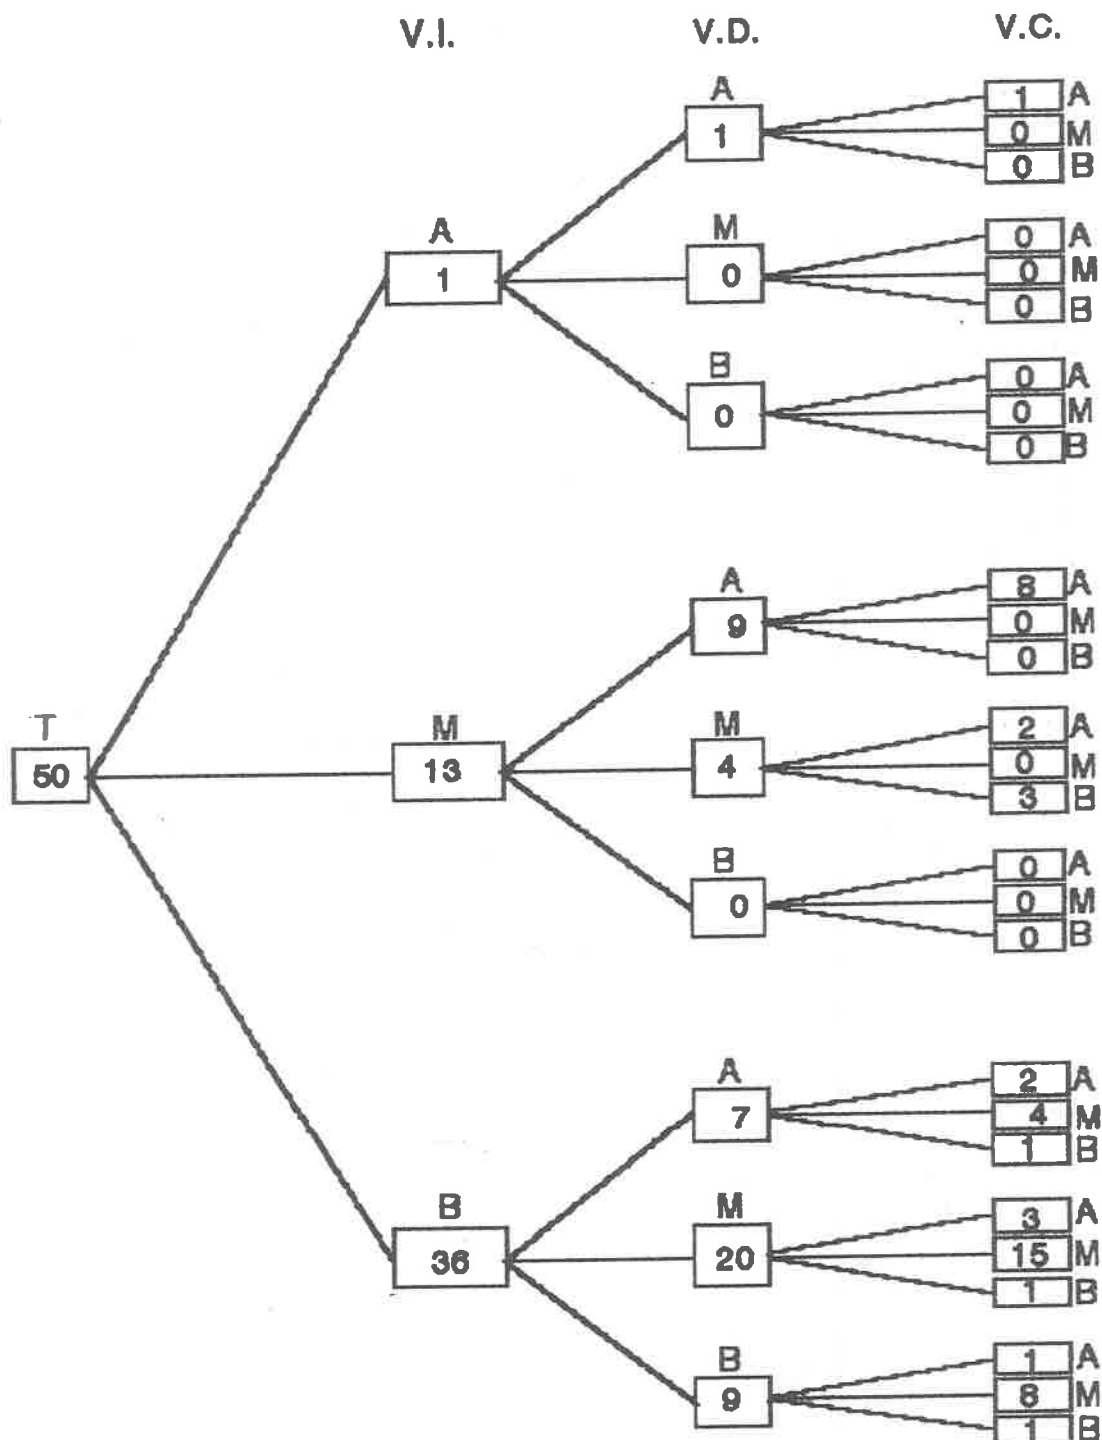 V.I. V.D. V.C.
A 1 A
1 0 M
0 B
A M 0 A
1 0 0 M
0 B
B 0 A
0 0 M
0 B
A 8 A
9 0 M
0 B
T M M 2 A
50 13 4 0 M
3 B
B 0 A
0 0 M
0 B
A 2 A
7 4 M
1 B
B M 3 A
36 20 15 M
1 B
B 1 A
9 8 M
1 B